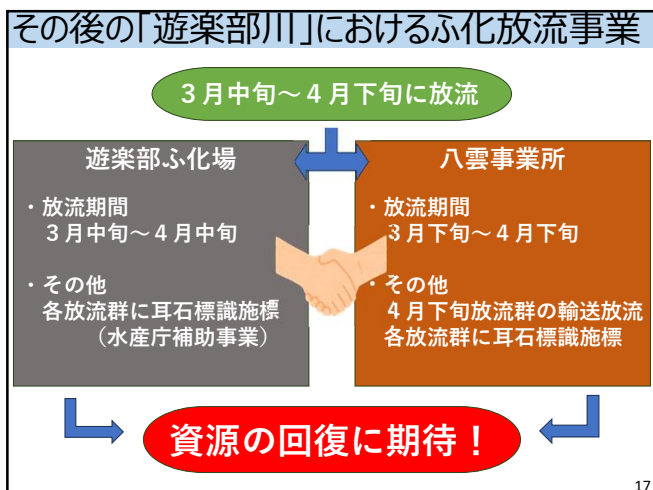 その後の「遊楽部川」におけるふ化放流事業
３月中旬～４月下旬に放流
遊楽部ふ化場
・放流期間
３月中旬～４月中旬
・その他
各放流群に耳石標識施標
（水産庁補助事業）
八雲事業所
・放流期間
３月下旬～４月下旬
・その他
４月下旬放流群の輸送放流
各放流群に耳石標識施標
資源の回復に期待！
17